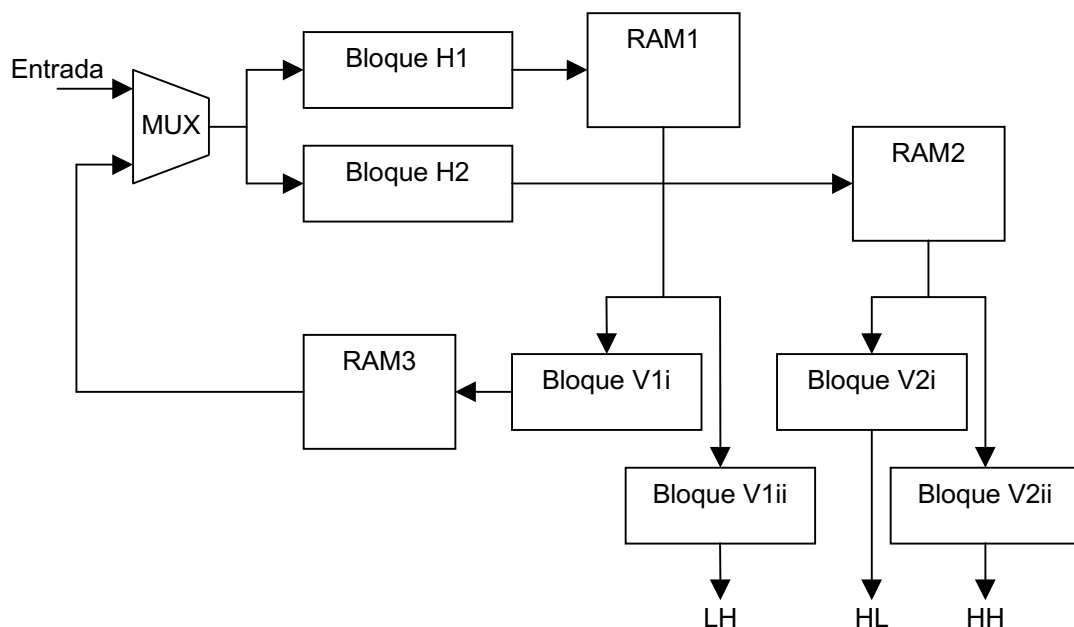 RAM1
Bloque H1
Entrada
MUX
RAM2
Bloque H2
RAM3
Bloque V1i
Bloque V2i
Bloque V1ii
Bloque V2ii
LH
HL
HH